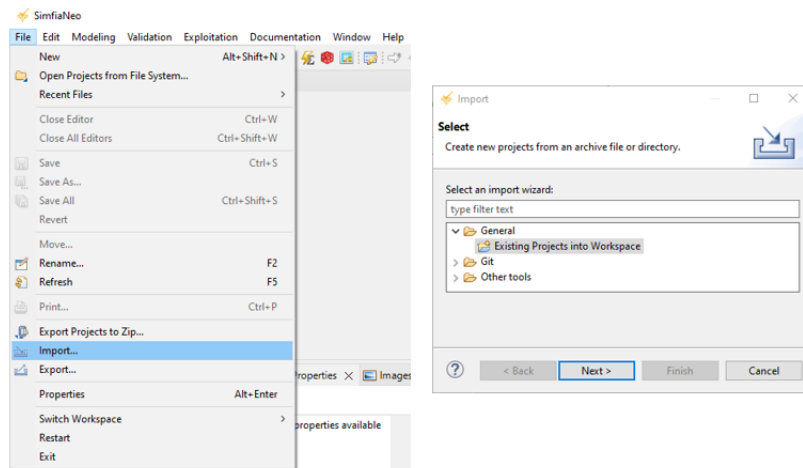 SimfiaNeo
File Edit Modeling Validation Exploitation Documentation Window Help
New Alt+Shift+N >
Open Projects from File System...
Recent Files >
Close Editor Ctrl+W
Close All Editors Ctrl+Shift+W
Save Ctrl+S
Save As...
Save All Ctrl+Shift+S
Revert
Move...
Rename... F2
Refresh F5
Print... Ctrl+P
Export Projects to Zip...
Import...
Export...
Properties Alt+Enter
Switch Workspace >
Restart
Exit
roperties Images
properties available
Import
Select
Create new projects from an archive file or directory.
Select an import wizard:
type filter text
General
Existing Projects into Workspace
Git
Other tools
? < Back Next > Finish Cancel